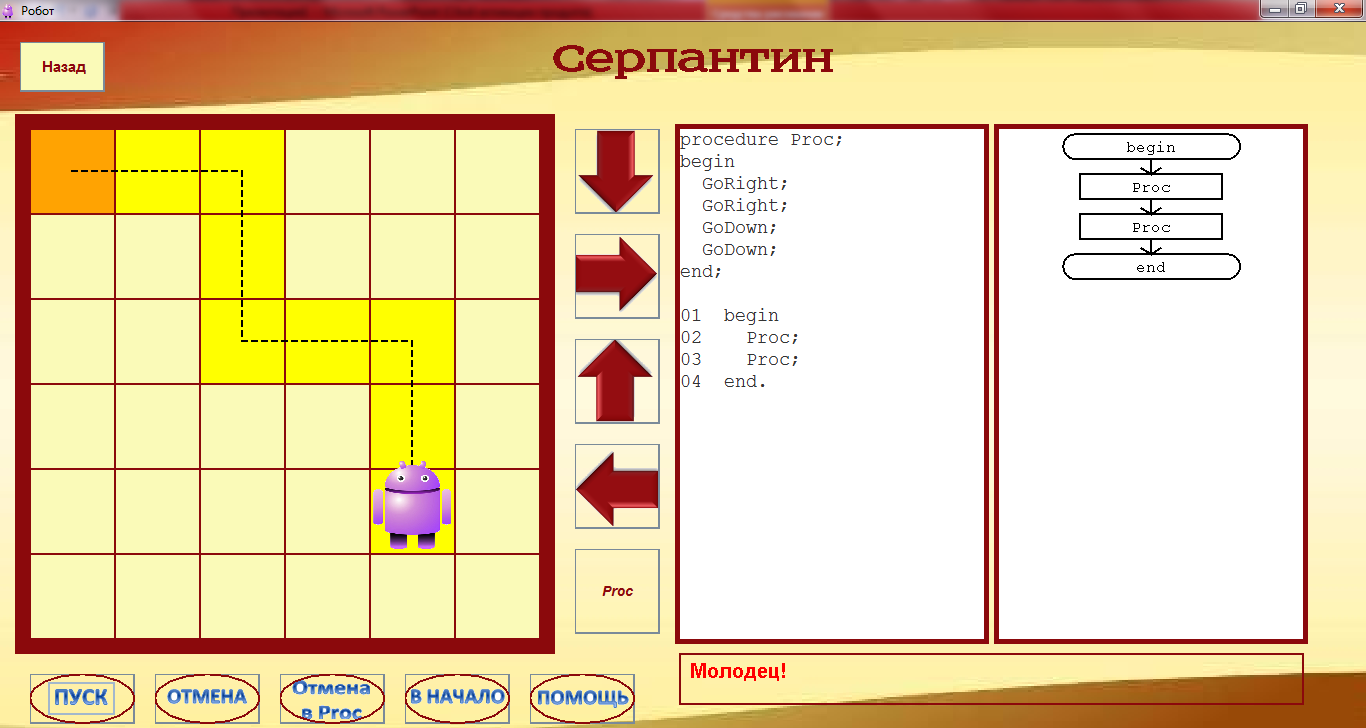 Робот
Назад
Серпантин
procedure Proc;
begin
GoRight;
GoRight;
GoDown;
GoDown;
end;
01 begin
02 Proc;
03 Proc;
04 end.
begin
Proc
Proc
end
Proc
Молодец!
ПУСК
ОТМЕНА
Отмена
в Proc
В НАЧАЛО
ПОМОЩЬ